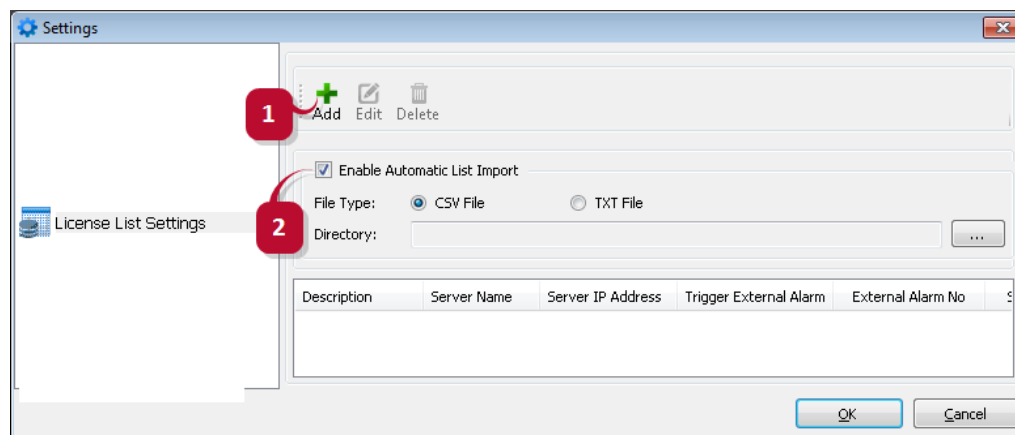 Settings
1
Add Edit Delete
Enable Automatic List Import
File Type: CSV File TXT File
License List Settings
2
Directory: ...
Description Server Name Server IP Address Trigger External Alarm External Alarm No
OK Cancel